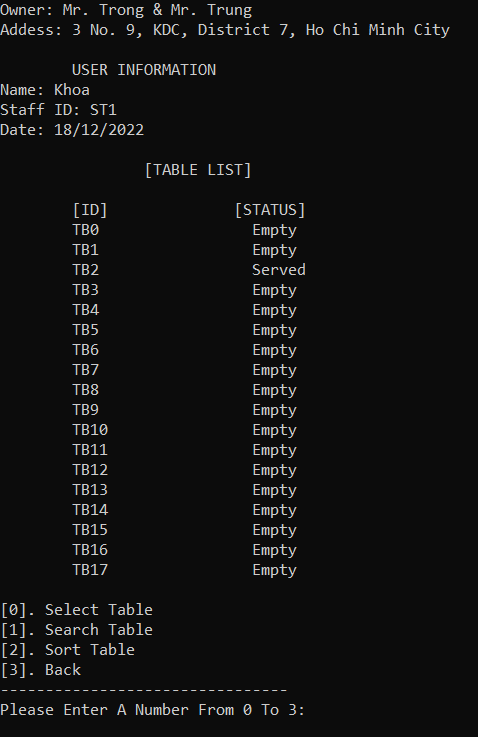 Owner: Mr. Trong & Mr. Trung
Addess: 3 No. 9, KDC, District 7, Ho Chi Minh City
USER INFORMATION
Name: Khoa
Staff ID: ST1
Date: 18/12/2022
[TABLE LIST]
[ID] [STATUS]
TB0 Empty
TB1 Empty
TB2 Served
TB3 Empty
TB4 Empty
TB5 Empty
TB6 Empty
TB7 Empty
TB8 Empty
TB9 Empty
TB10 Empty
TB11 Empty
TB12 Empty
TB13 Empty
TB14 Empty
TB15 Empty
TB16 Empty
TB17 Empty
[0]. Select Table
[1]. Search Table
[2]. Sort Table
[3]. Back
--------------------------------
Please Enter A Number From 0 To 3: